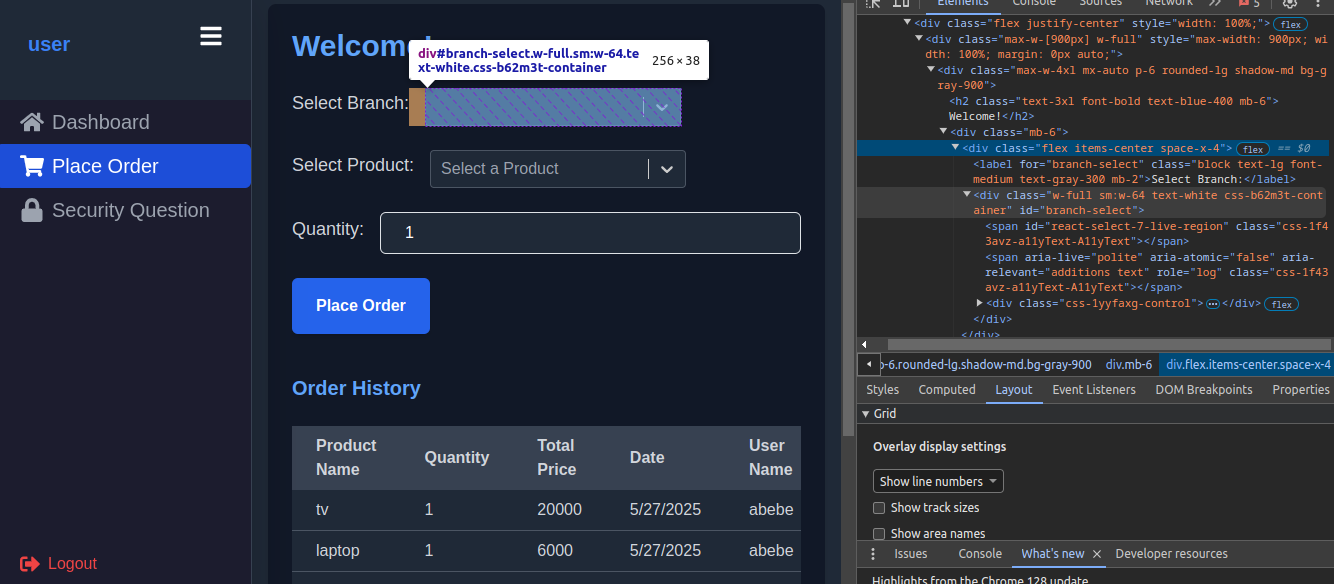 user
Dashboard
Place Order
Security Question
Logout
Welcome!
div#branch-select.w-full.sm:w-64.te
xt-white.css-b62m3t-container
256 × 38
Select Branch:
Select Product:
Select a Product
Quantity:
1
Place Order
Order History
Product Name
Quantity
Total Price
Date
User Name
tv
1
20000
5/27/2025
abebe
laptop
1
6000
5/27/2025
abebe
Elements
Console
Sources
Network
5
<div class="flex justify-center" style="width: 100%;"> flex
<div class="max-w-[900px] w-full" style="max-width: 900px; wi
dth: 100%; margin: 0px auto;">
<div class="max-w-4xl mx-auto p-6 rounded-lg shadow-md bg-g
ray-900">
<h2 class="text-3xl font-bold text-blue-400 mb-6">
Welcome!</h2>
<div class="mb-6">
<div class="flex items-center space-x-4"> flex == $0
<label for="branch-select" class="block text-lg font-
medium text-gray-300 mb-2">Select Branch:</label>
<div class="w-full sm:w-64 text-white css-b62m3t-cont
ainer" id="branch-select">
<span id="react-select-7-live-region" class="css-1f4
3avz-a11yText-A11yText"></span>
<span aria-live="polite" aria-atomic="false" aria-
relevant="additions text" role="log" class="css-1f43
avz-a11yText-A11yText"></span>
<div class="css-1yyfaxg-control"> ⋯ </div> flex
</div>
</div>
p-6.rounded-lg.shadow-md.bg-gray-900
div.mb-6
div.flex.items-center.space-x-4
Styles
Computed
Layout
Event Listeners
DOM Breakpoints
Properties
Grid
Overlay display settings
Show line numbers
Show track sizes
Show area names
Issues
Console
What's new ×
Developer resources
Highlights from the Chrome 128 update